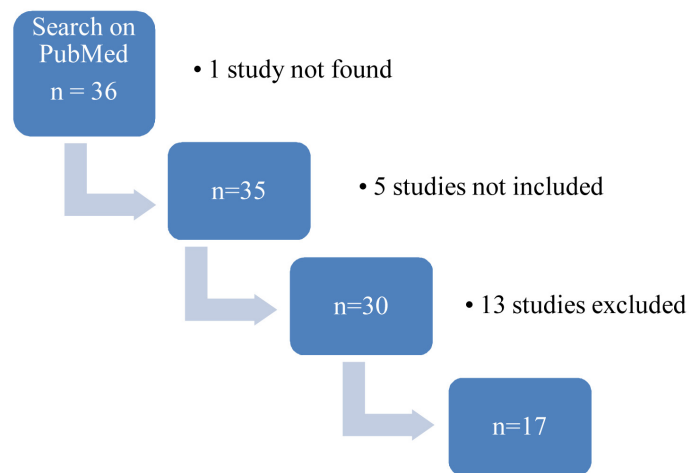 Search on
PubMed
n = 36
• 1 study not found
n=35
• 5 studies not included
n=30
• 13 studies excluded
n=17